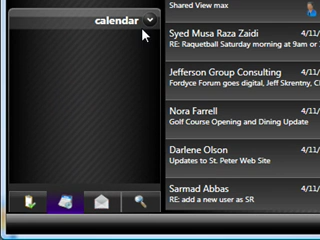 calendar
Shared View max
Syed Musa Raza Zaidi 4/11/
RE: Raquetball Saturday morning at 9am or
Jefferson Group Consulting 4/11/
Fordyce Forum goes digital, Jeff Skrentny, C
Nora Farrell 4/11/
Golf Course Opening and Dining Update
Darlene Olson 4/11/
Updates to St. Peter Web Site
Sarmad Abbas 4/11/
RE: add a new user as SR